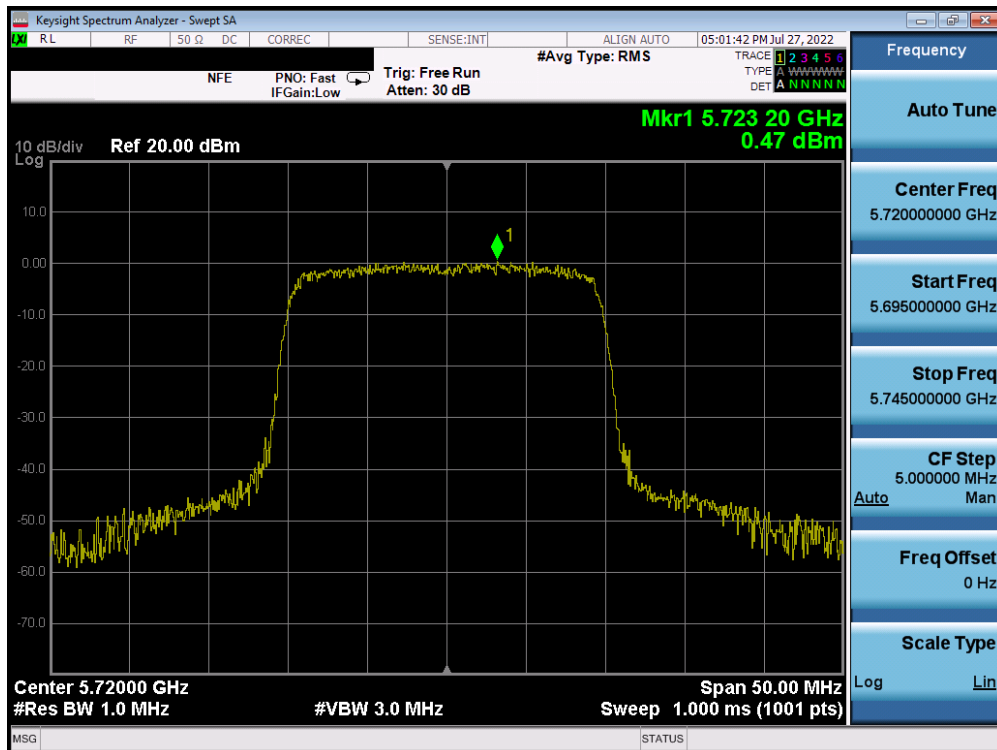 Keysight Spectrum Analyzer - Swept SA
LXI RL RF 50 Ω DC CORREC SENSE:INT ALIGN AUTO 05:01:42 PM Jul 27, 2022
NFE PNO: Fast Trig: Free Run #Avg Type: RMS TRACE 1 2 3 4 5 6
IFGain:Low Atten: 30 dB TYPE A WWWWWW
DET A N N N N N
Mkr1 5.723 20 GHz
0.47 dBm
10 dB/div Ref 20.00 dBm
Log
10.0
0.00
-10.0
-20.0
-30.0
-40.0
-50.0
-60.0
-70.0
1
Center 5.72000 GHz Span 50.00 MHz
#Res BW 1.0 MHz #VBW 3.0 MHz Sweep 1.000 ms (1001 pts)
MSG STATUS
Frequency
Auto Tune
Center Freq
5.720000000 GHz
Start Freq
5.695000000 GHz
Stop Freq
5.745000000 GHz
CF Step
5.000000 MHz
Auto Man
Freq Offset
0 Hz
Scale Type
Log Lin